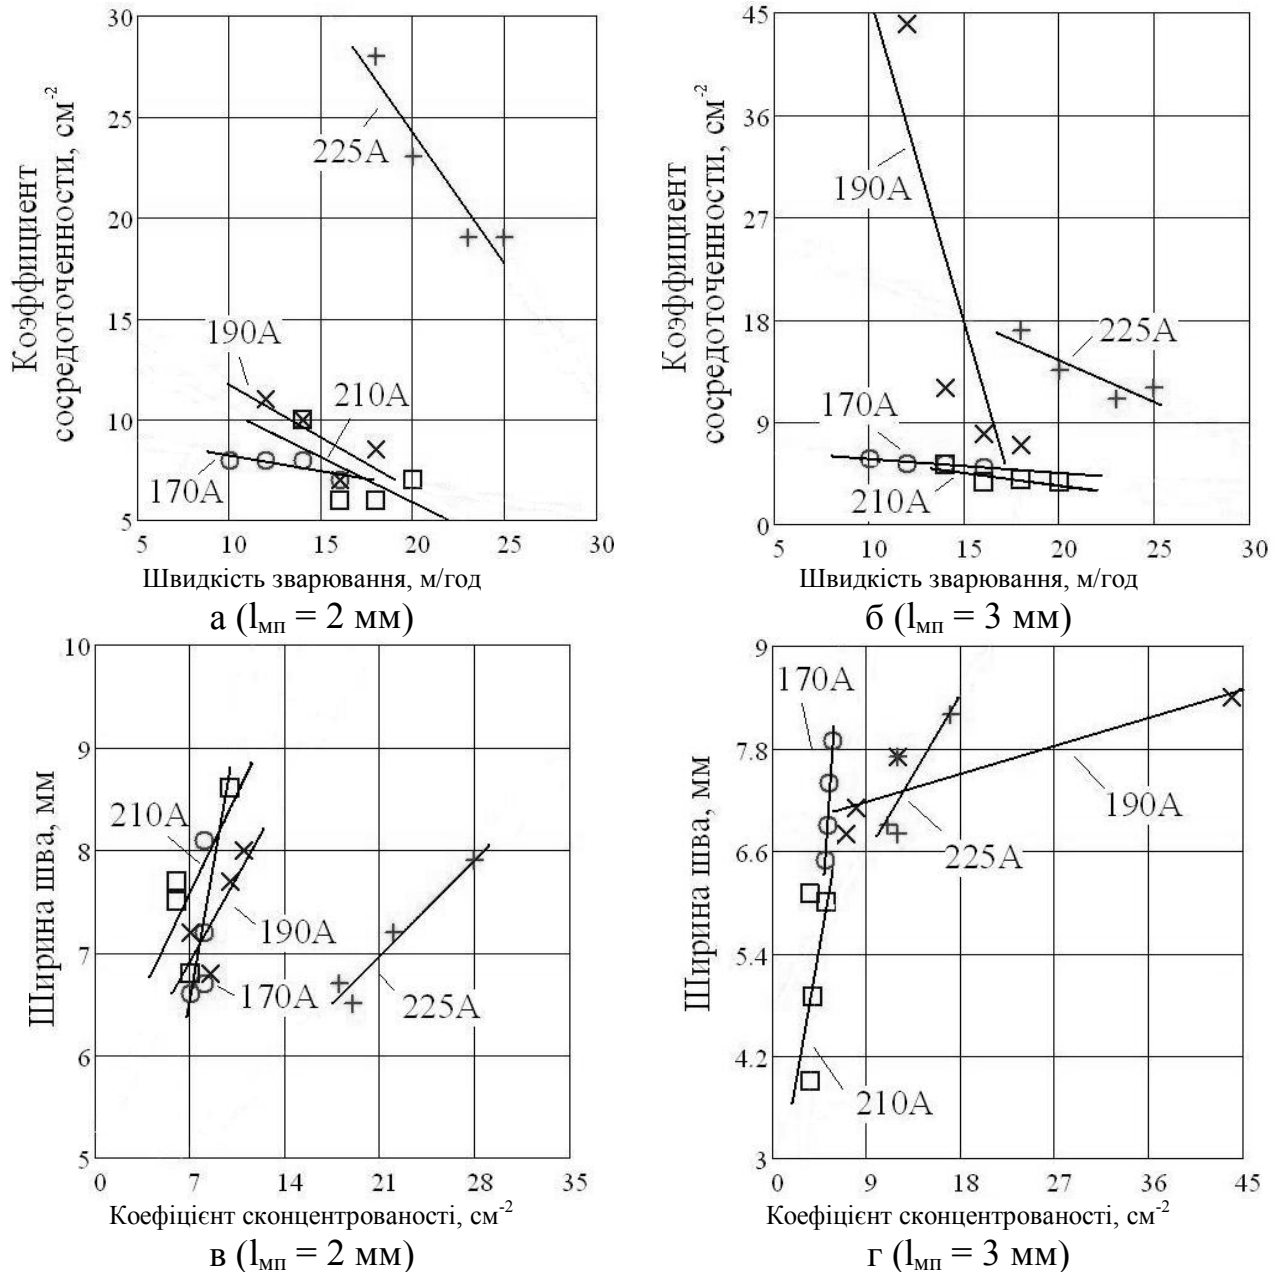 Коэффициент
сосредоточенности, см-2
30
25
20
15
10
5
225А
190А
210А
170А
5 10 15 20 25 30
Швидкість зварювання, м/год
а (lмп = 2 мм)
Коэффициент
сосредоточенности, см-2
45
36
27
18
9
0
190А
225А
170А
210А
5 10 15 20 25 30
Швидкість зварювання, м/год
б (lмп = 3 мм)
Ширина шва, мм
10
9
8
7
6
5
210А
190А
170А
225А
0 7 14 21 28 35
Коефіцієнт сконцентрованості, см-2
в (lмп = 2 мм)
Ширина шва, мм
9
7.8
6.6
5.4
4.2
3
170А
190А
225А
210А
0 9 18 27 36 45
Коефіцієнт сконцентрованості, см-2
г (lмп = 3 мм)